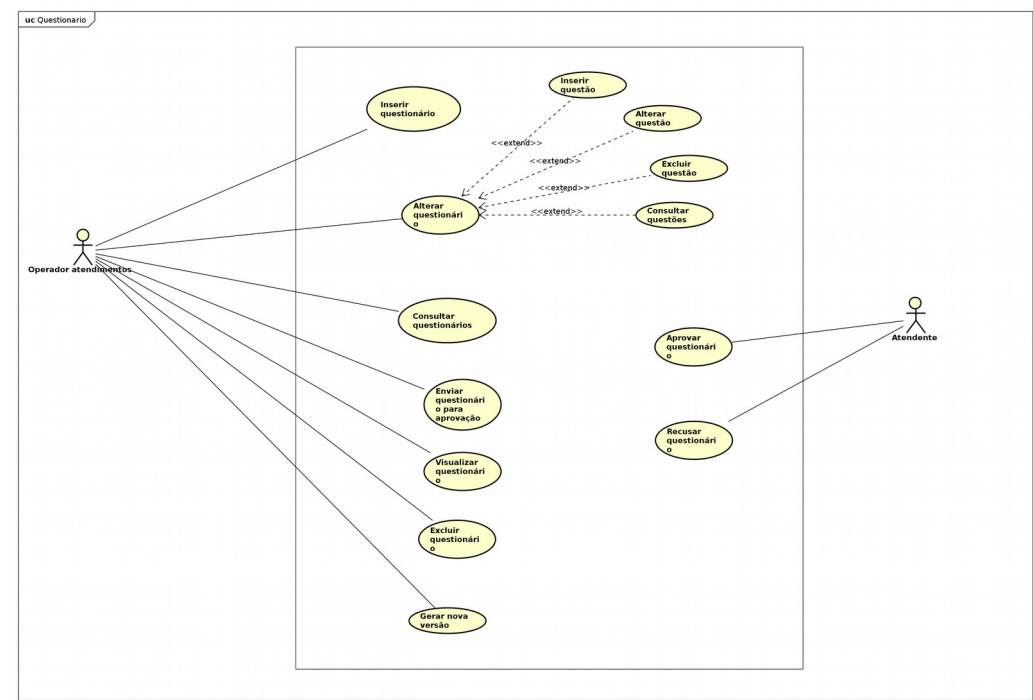 uc Questionario
Inserir
questionário
Inserir
questão
Alterar
questão
<<extend>>
<<extend>>
Excluir
questão
<<extend>>
Alterar
questionári
o
<<extend>>
Consultar
questões
Operador atendimentos
Consultar
questionários
Aprovar
questionári
o
Atendente
Enviar
questionári
o para
aprovação
Recusar
questionári
o
Visualizar
questionári
o
Excluir
questionári
o
Gerar nova
versão